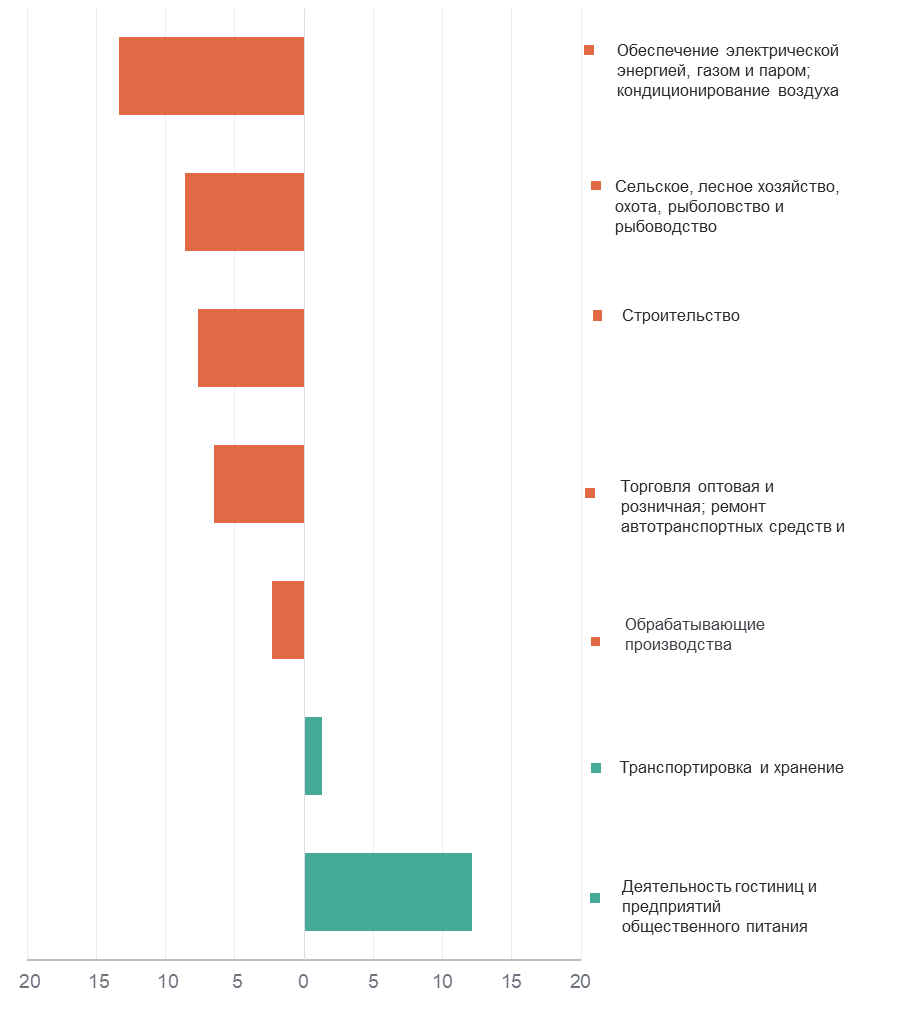 Обеспечение электрической
энергией, газом и паром;
кондиционирование воздуха
Сельское, лесное хозяйство,
охота, рыболовство и
рыбоводство
Строительство
Торговля оптовая и
розничная; ремонт
автотранспортных средств и
Обрабатывающие
производства
Транспортировка и хранение
Деятельность гостиниц и
предприятий
общественного питания
20 15 10 5 0 5 10 15 20